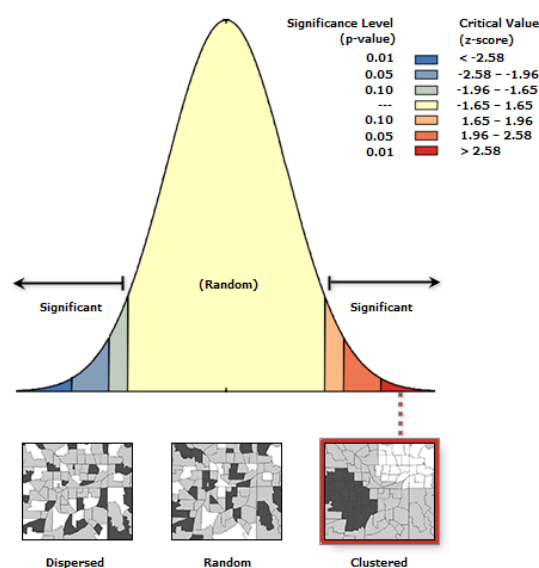 Significance Level
(p-value)
Critical Value
(z-score)
0.01 < -2.58
0.05 -2.58 – -1.96
0.10 -1.96 – -1.65
--- -1.65 – 1.65
0.10 1.65 – 1.96
0.05 1.96 – 2.58
0.01 > 2.58
(Random)
Significant
Significant
Dispersed
Random
Clustered